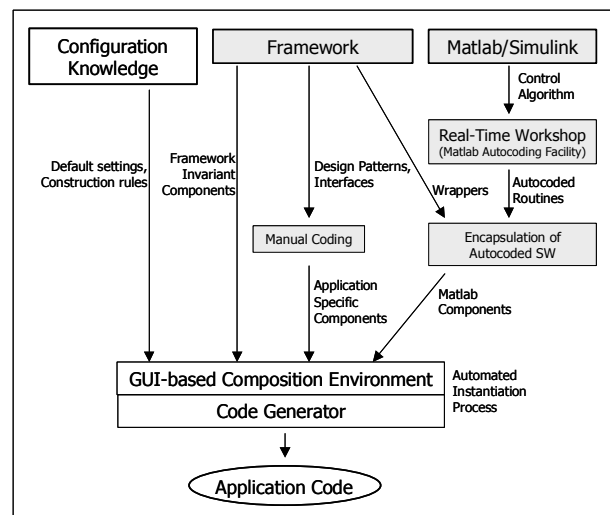 Configuration
Knowledge
Framework
Matlab/Simulink
Control
Algorithm
Real-Time Workshop
(Matlab Autocoding Facility)
Default settings,
Construction rules
Framework
Invariant
Components
Design Patterns,
Interfaces
Wrappers
Autocoded
Routines
Manual Coding
Encapsulation of
Autocoded SW
Application
Specific
Components
Matlab
Components
GUI-based Composition Environment
Code Generator
Automated
Instantiation
Process
Application Code